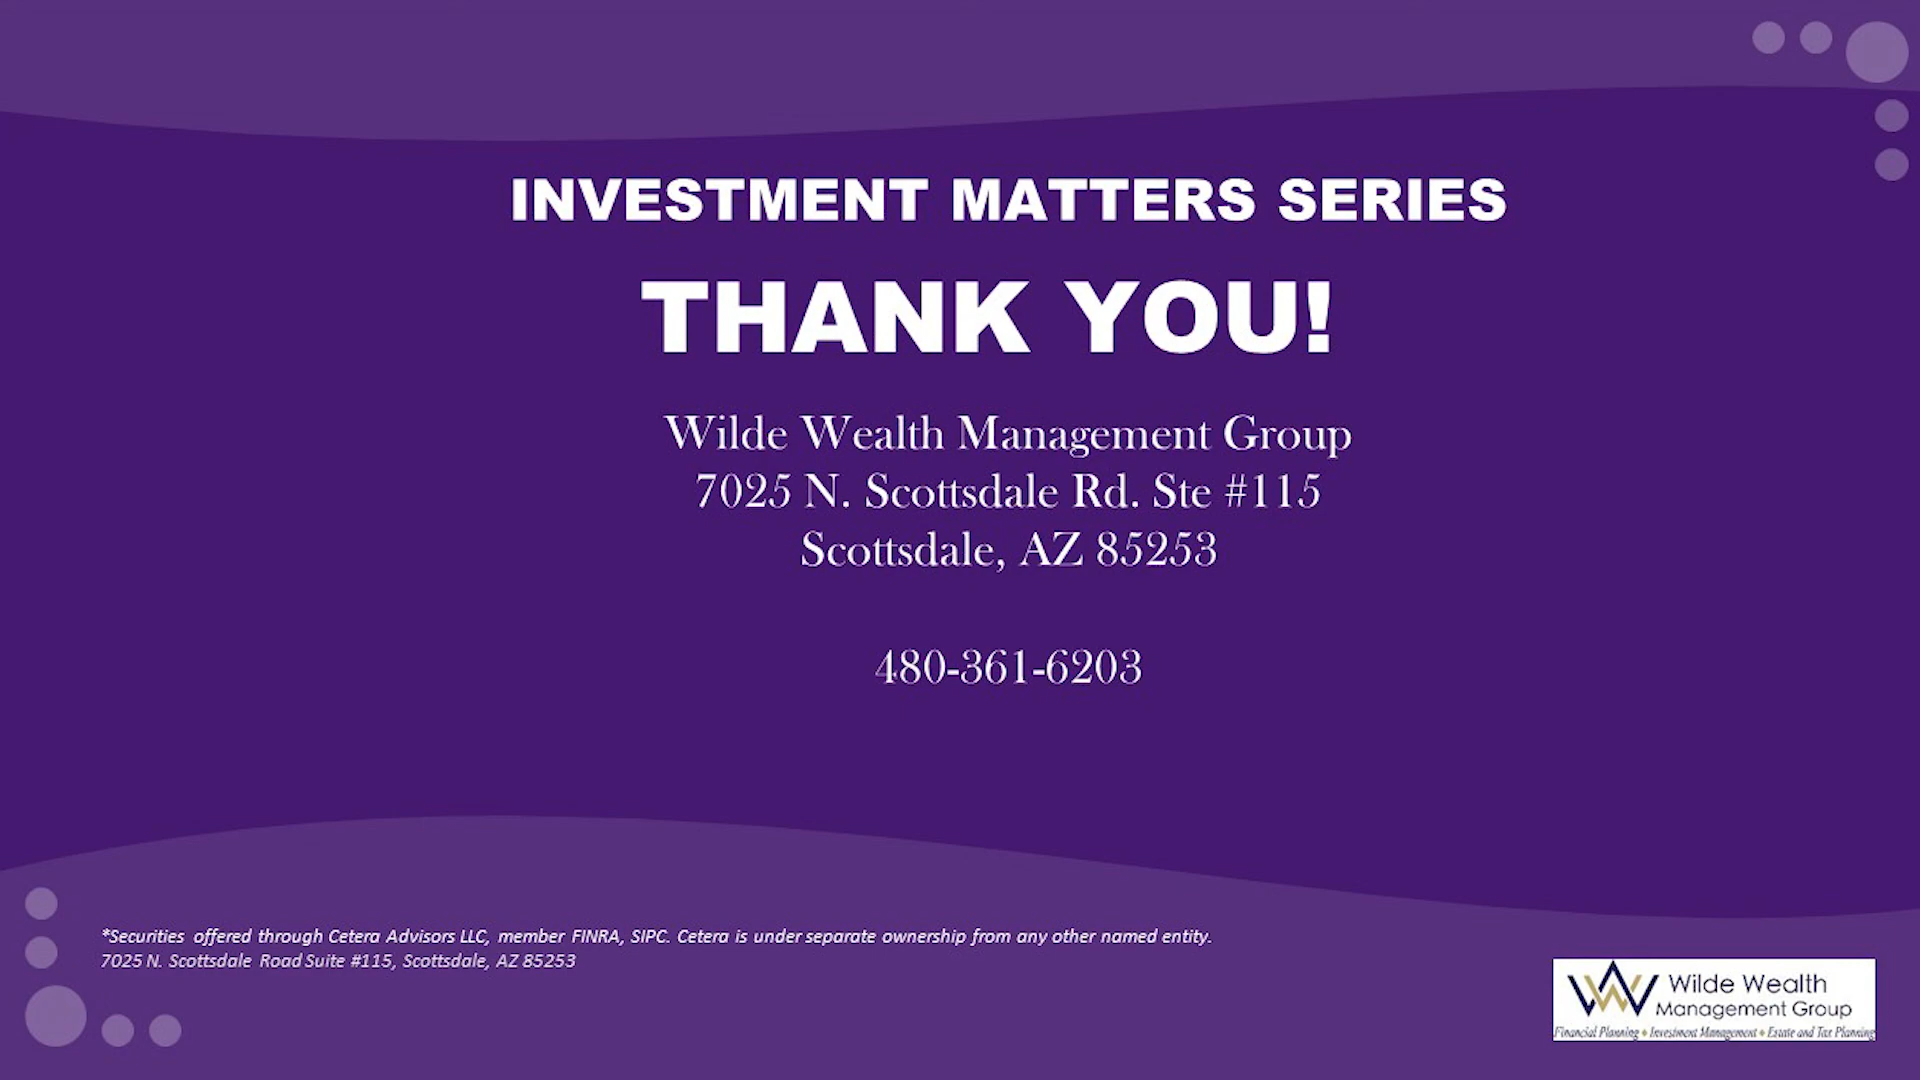 INVESTMENT MATTERS SERIES
THANK YOU!
Wilde Wealth Management Group
7025 N. Scottsdale Rd. Ste #115
Scottsdale, AZ 85253
480-361-6203
*Securities offered through Cetera Advisors LLC, member FINRA, SIPC. Cetera is under separate ownership from any other named entity.
7025 N. Scottsdale Road Suite #115, Scottsdale, AZ 85253
Wilde Wealth
Management Group
Financial Planning • Investment Management • Estate and Tax Planning